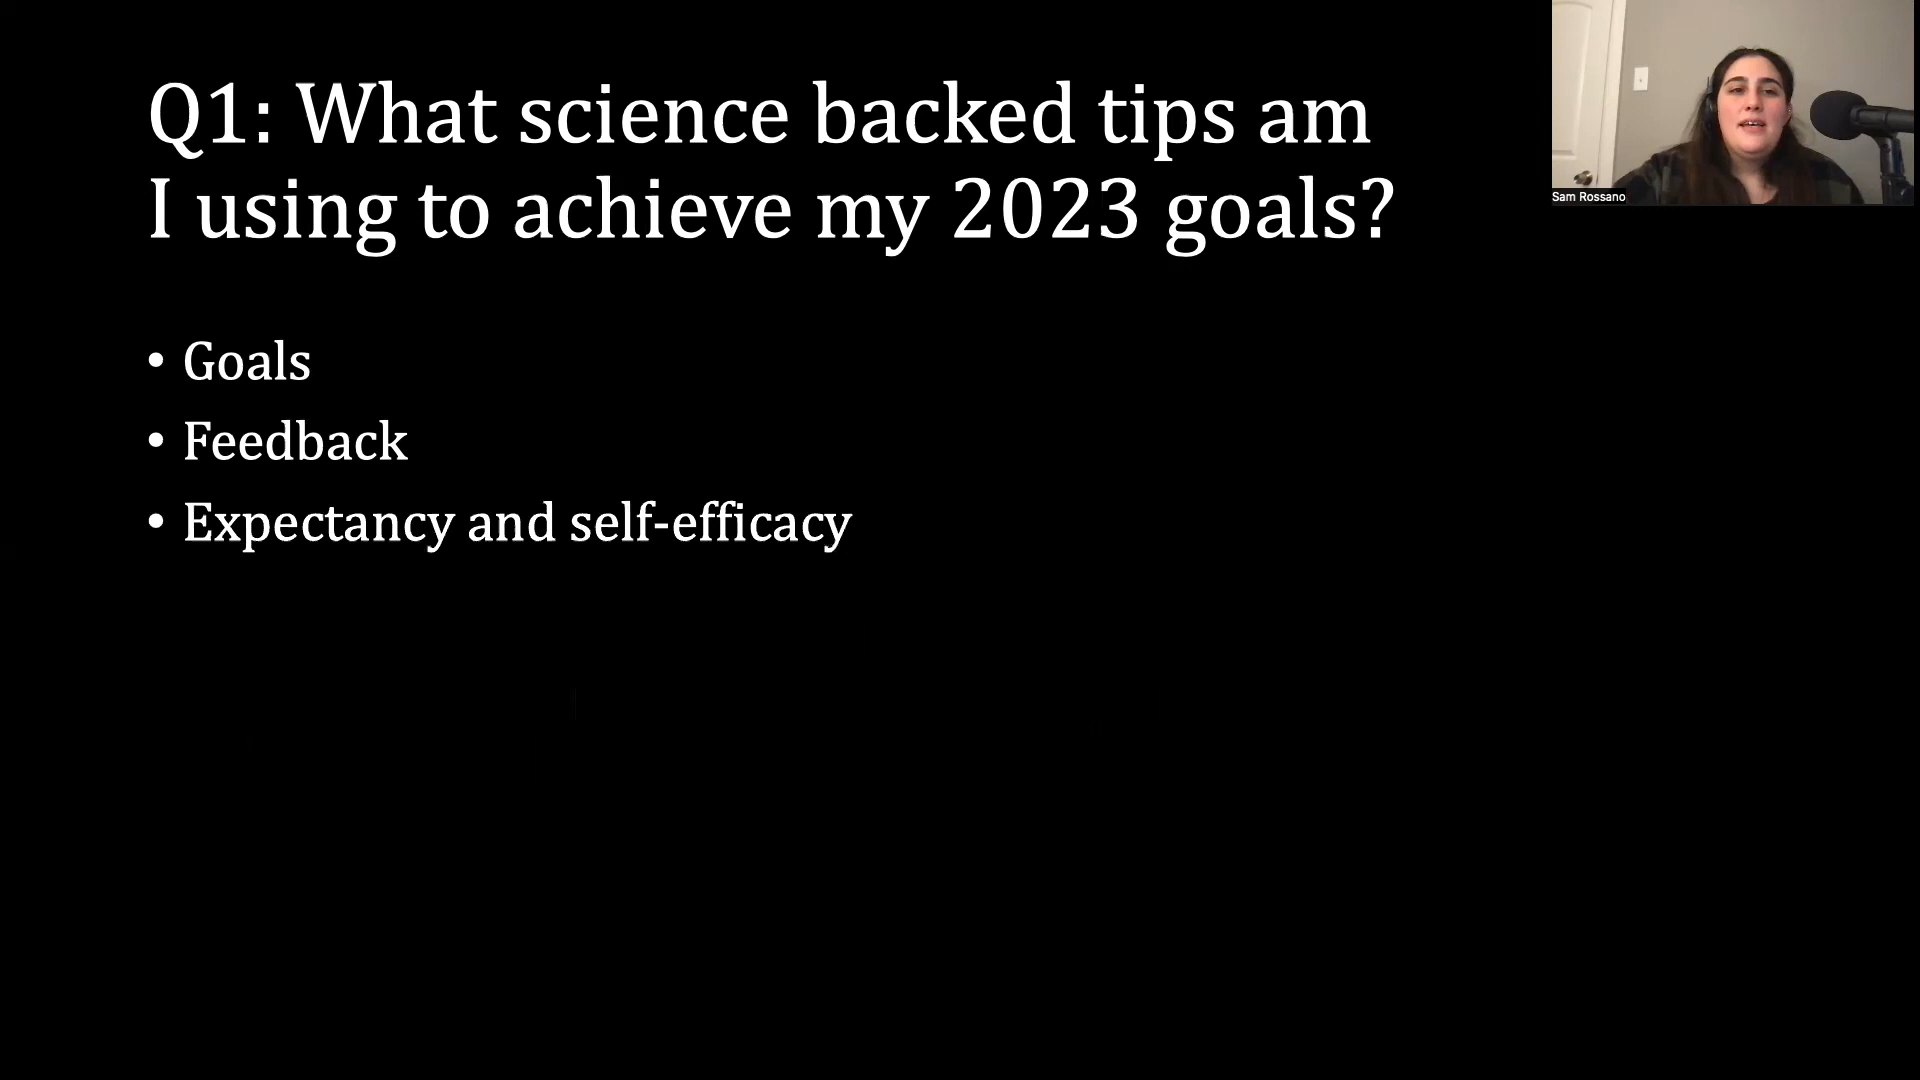 Q1: What science backed tips am
I using to achieve my 2023 goals?
• Goals
• Feedback
• Expectancy and self-efficacy
Sam Rossano